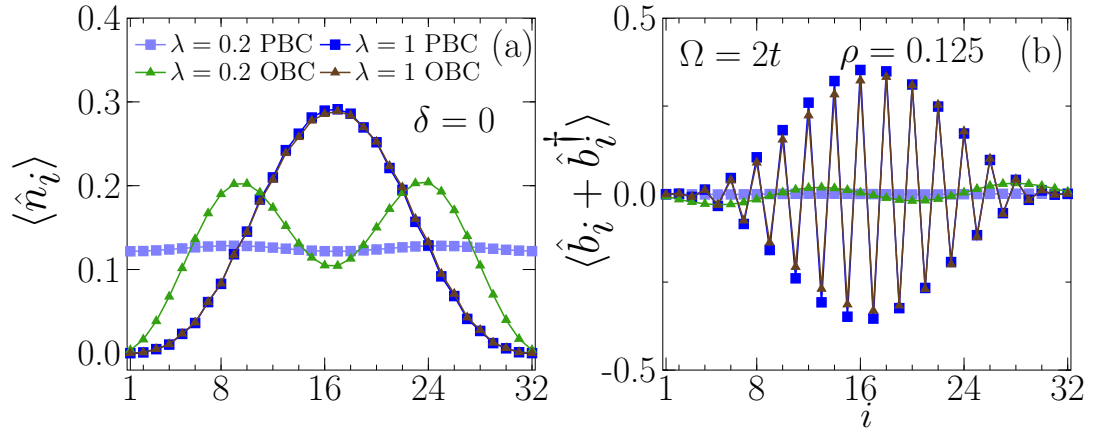 0.4
0.3
0.2
0.1
0.0
⟨n̂ᵢ⟩
λ = 0.2 PBC
λ = 1 PBC
(a)
λ = 0.2 OBC
λ = 1 OBC
δ = 0
1 8 16 24 32
0.5
0.0
-0.5
⟨b̂ᵢ + b̂ᵢ†⟩
Ω = 2t
ρ = 0.125
(b)
1 8 16 24 32
i